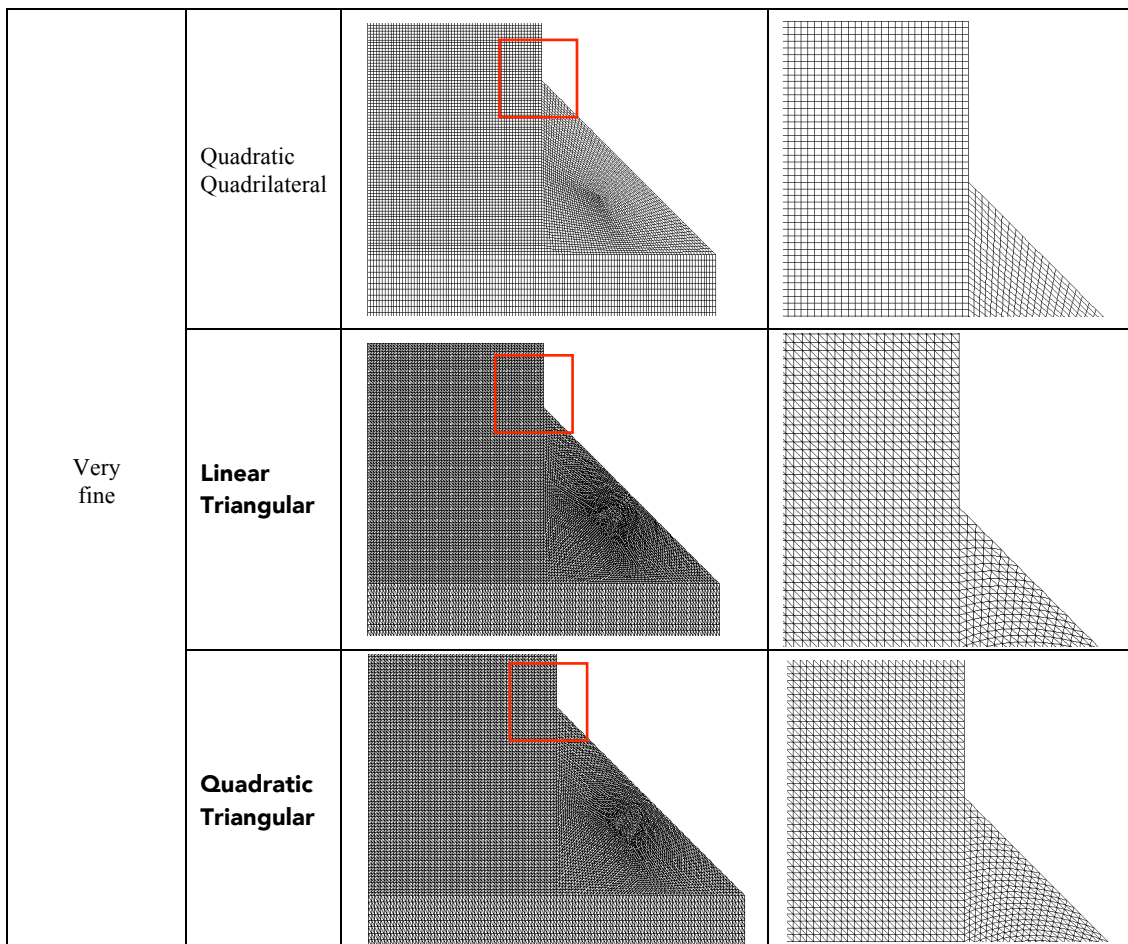 Very
fine
Quadratic
Quadrilateral
Linear
Triangular
Quadratic
Triangular